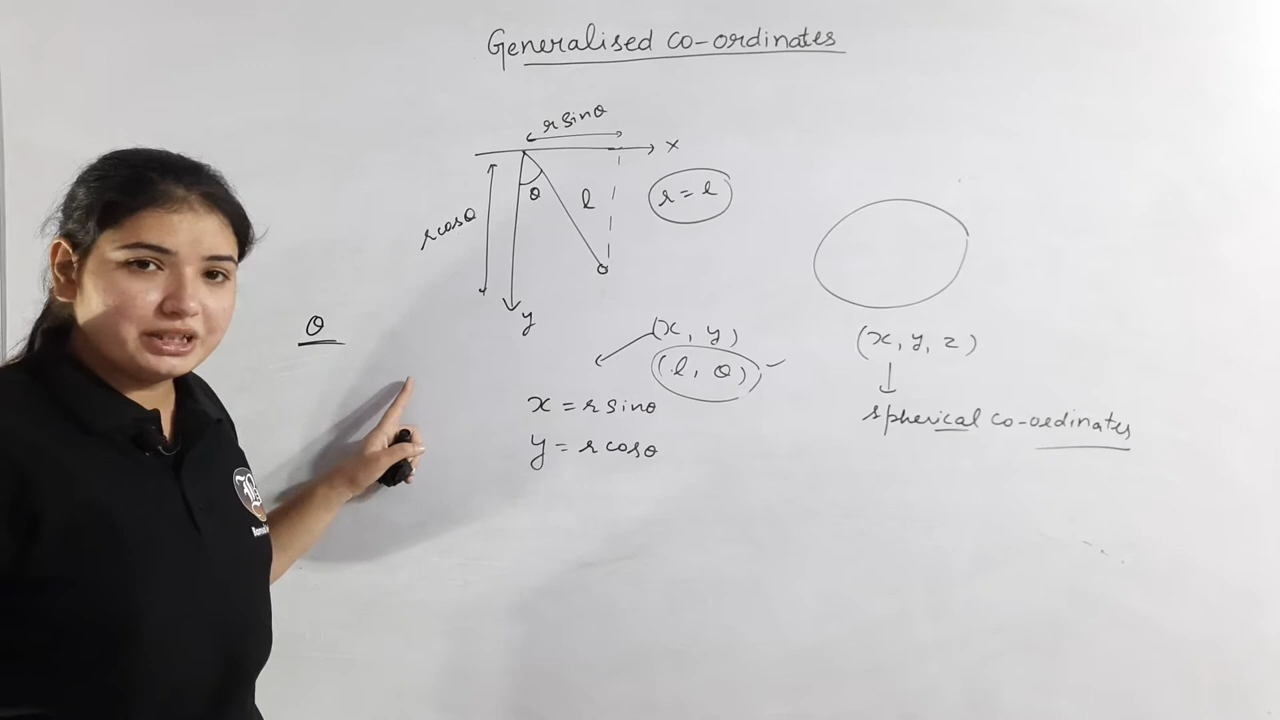 Generalised co-ordinates
r sinθ
x
r cosθ
θ
l
r = l
y
θ
(x, y)
(l, θ)
x = r sinθ
y = r cosθ
(x, y, z)
spherical co-ordinates